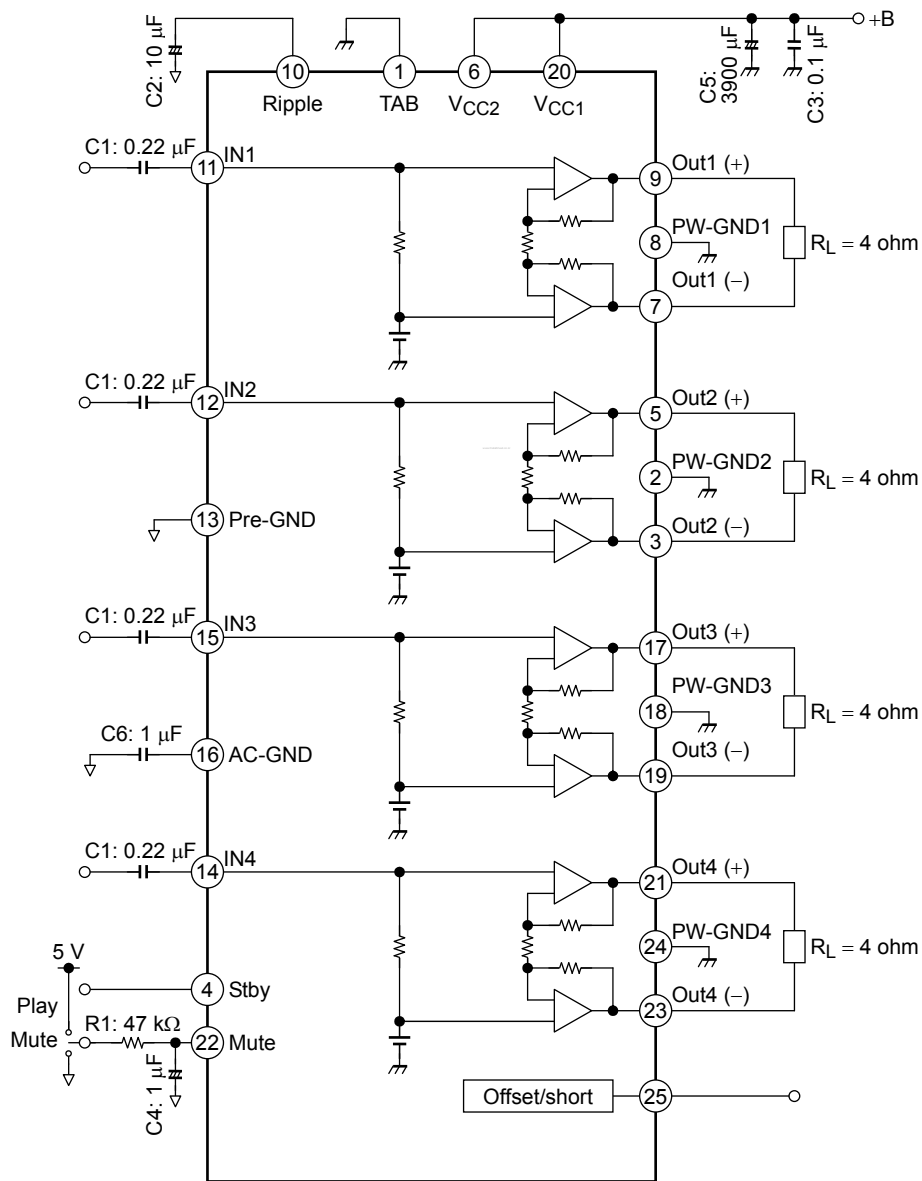 C2: 10 μF
+B
C5: 3900 μF
C3: 0.1 μF
10
1
6
20
Ripple
TAB
VCC2
VCC1
C1: 0.22 μF
11
IN1
9
Out1 (+)
8
PW-GND1
RL = 4 ohm
7
Out1 (−)
C1: 0.22 μF
12
IN2
5
Out2 (+)
2
PW-GND2
RL = 4 ohm
13
Pre-GND
3
Out2 (−)
C1: 0.22 μF
15
IN3
17
Out3 (+)
18
PW-GND3
RL = 4 ohm
C6: 1 μF
16
AC-GND
19
Out3 (−)
C1: 0.22 μF
14
IN4
21
Out4 (+)
24
PW-GND4
RL = 4 ohm
5 V
4
Stby
23
Out4 (−)
Play
Mute
R1: 47 kΩ
22
Mute
C4: 1 μF
Offset/short
25